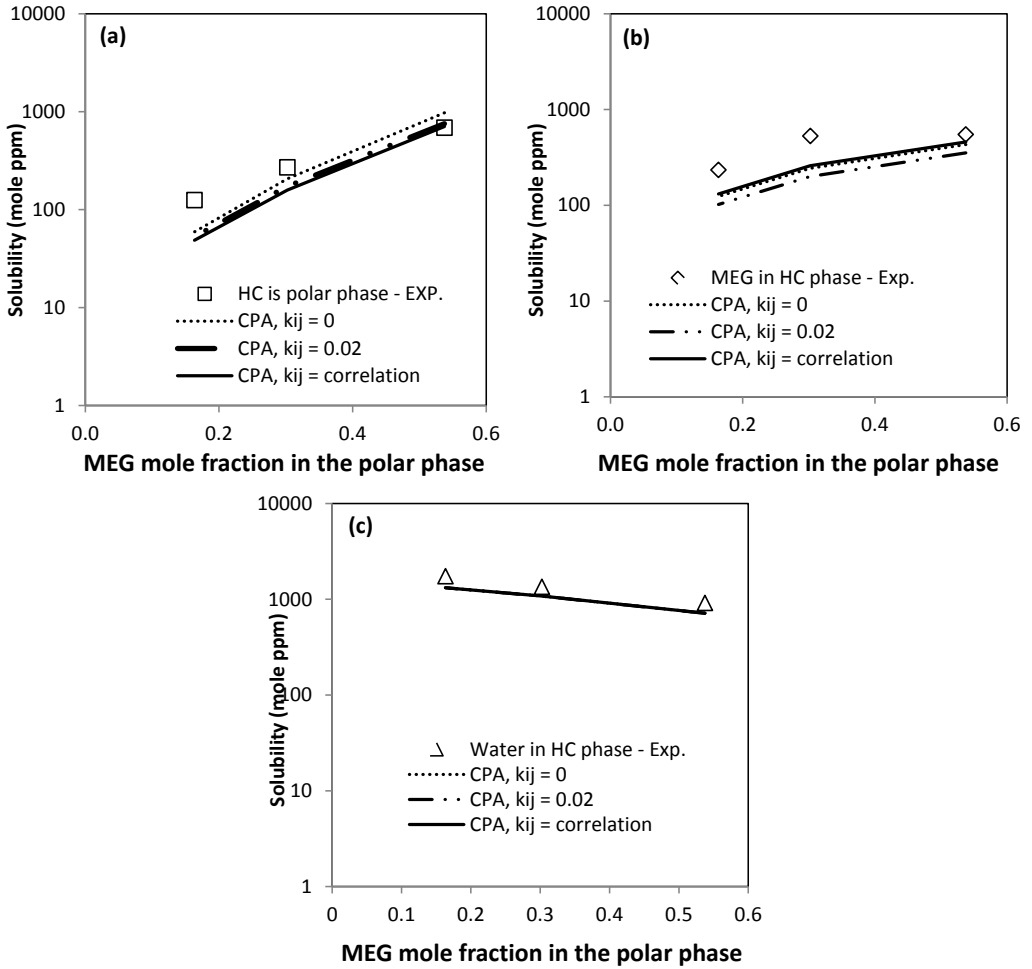 (a)
10000
1000
100
10
1
Solubility (mole ppm)
HC is polar phase - EXP.
CPA, kij = 0
CPA, kij = 0.02
CPA, kij = correlation
0.0 0.2 0.4 0.6
MEG mole fraction in the polar phase
(b)
10000
1000
100
10
1
Solubility (mole ppm)
MEG in HC phase - Exp.
CPA, kij = 0
CPA, kij = 0.02
CPA, kij = correlation
0.0 0.2 0.4 0.6
MEG mole fraction in the polar phase
(c)
10000
1000
100
10
1
Solubility (mole ppm)
Water in HC phase - Exp.
CPA, kij = 0
CPA, kij = 0.02
CPA, kij = correlation
0 0.1 0.2 0.3 0.4 0.5 0.6
MEG mole fraction in the polar phase